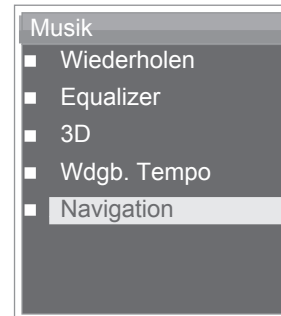 Musik
Wiederholen
Equalizer
3D
Wdgb. Tempo
Navigation